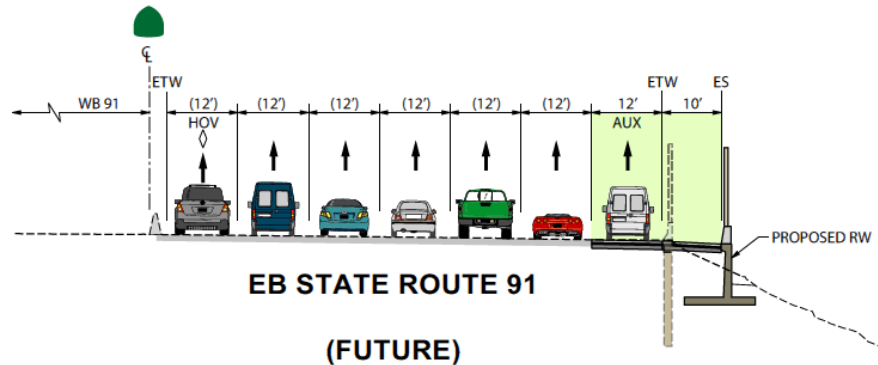 ℄
ETW
ETW
ES
WB 91
(12')
(12')
(12')
(12')
(12')
(12')
12'
10'
HOV
AUX
PROPOSED RW
EB STATE ROUTE 91
(FUTURE)